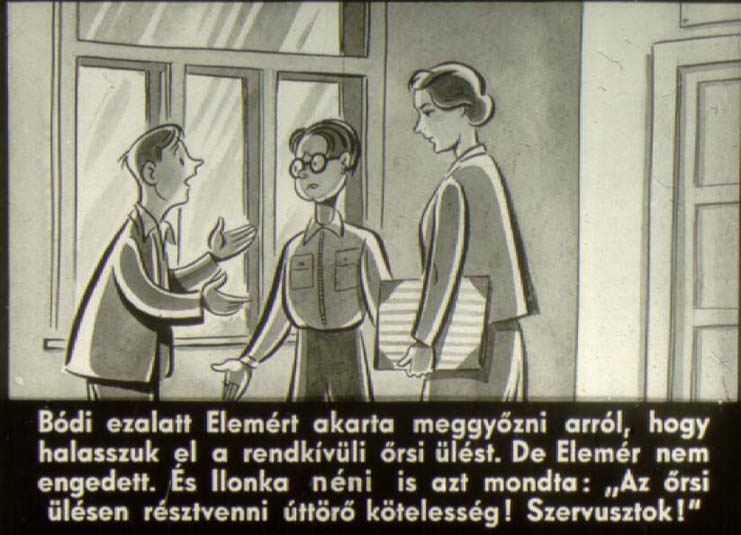 Bódi ezalatt Elemért akarta meggyőzni arról, hogy
halasszuk el a rendkívüli őrsi ülést. De Elemér nem
engedett. És Ilonka néni is azt mondta: „Az őrsi
ülésen résztvenni úttörő kötelesség! Szervusztok!"